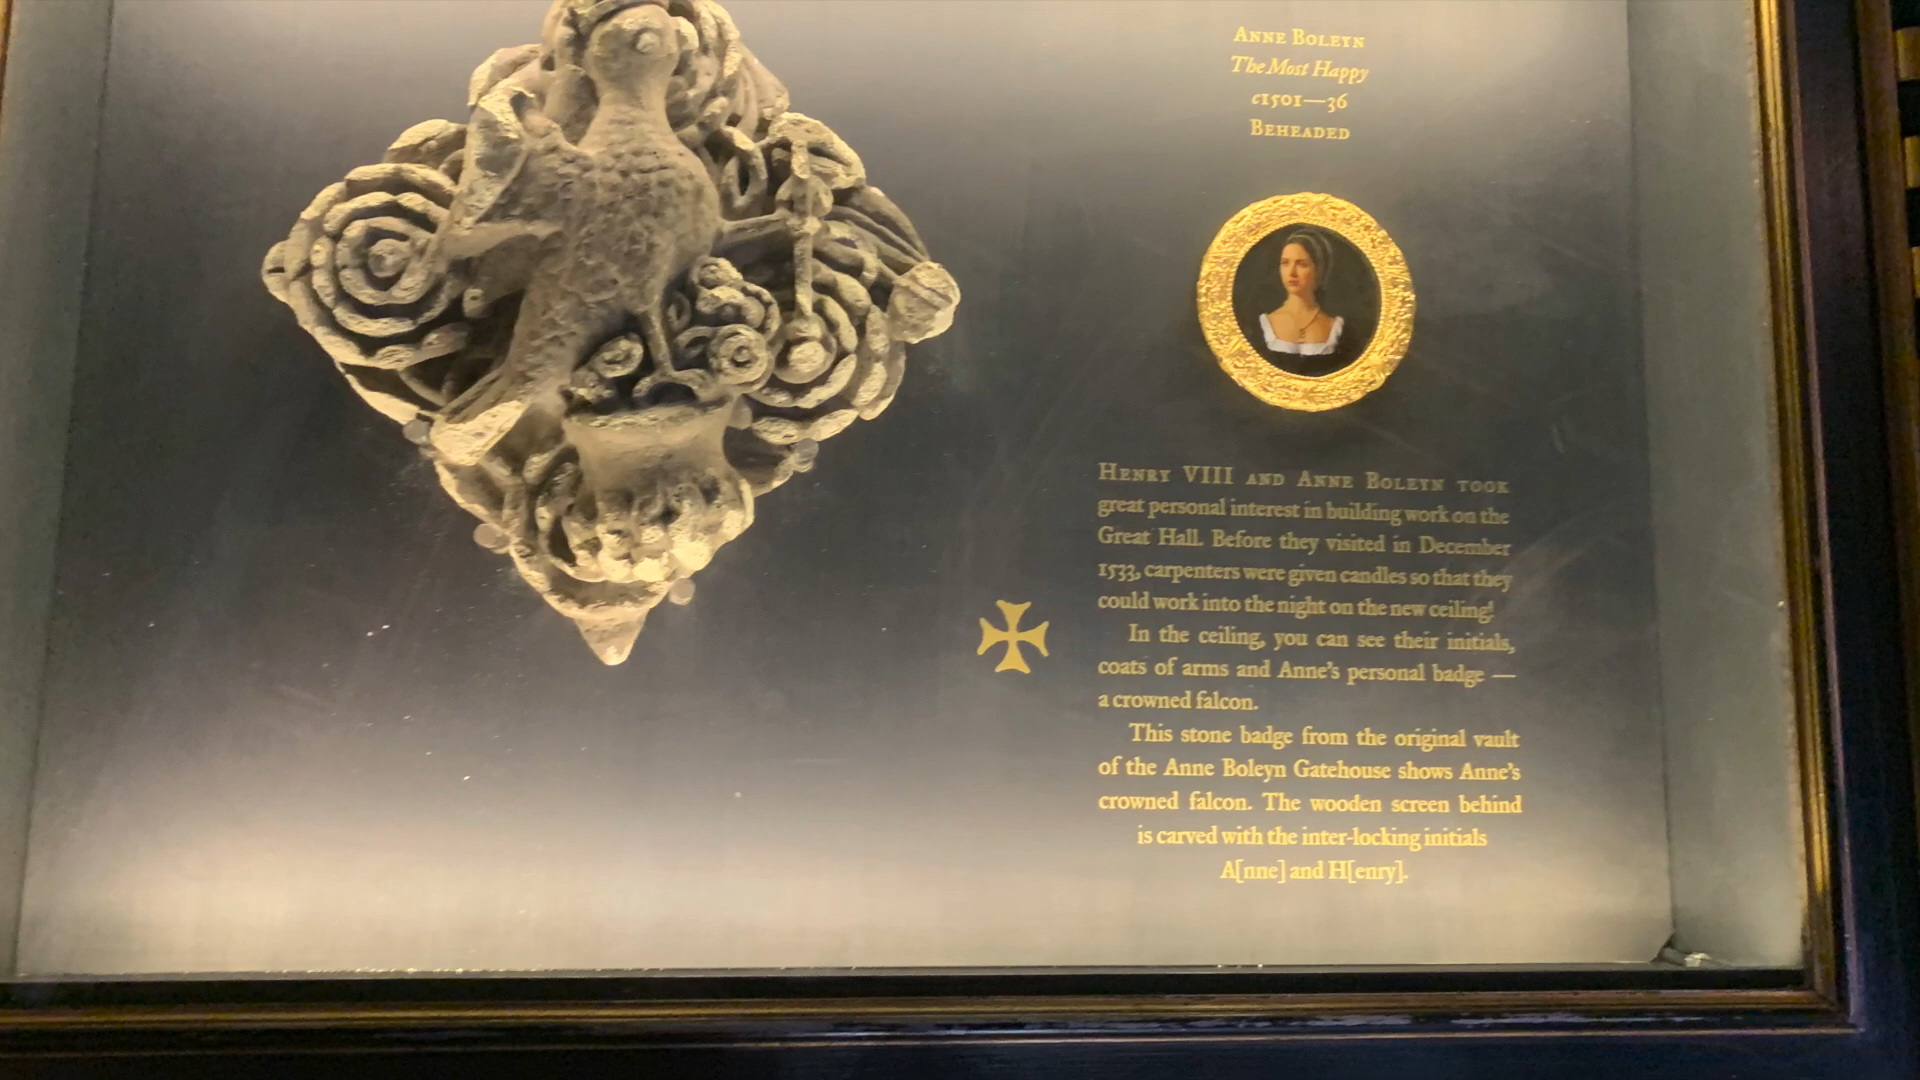 ANNE BOLEYN
The Most Happy
c1501—36
BEHEADED
HENRY VIII AND ANNE BOLEYN TOOK
great personal interest in building work on the
Great Hall. Before they visited in December
1533, carpenters were given candles so that they
could work into the night on the new ceiling!
In the ceiling, you can see their initials,
coats of arms and Anne's personal badge —
a crowned falcon.
This stone badge from the original vault
of the Anne Boleyn Gatehouse shows Anne's
crowned falcon. The wooden screen behind
is carved with the inter-locking initials
A[nne] and H[enry].